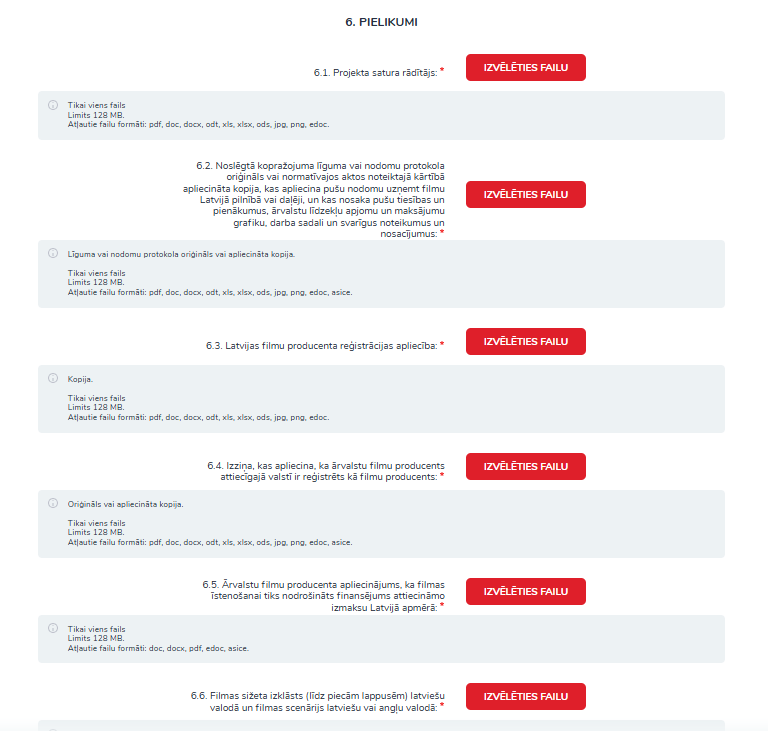 6. PIELIKUMI
6.1. Projekta satura rādītājs: *
IZVĒLĒTIES FAILU
Tikai viens fails
Limits 128 MB.
Atļautie failu formāti: pdf, doc, docx, odt, xls, xlsx, ods, jpg, png, edoc.
6.2. Noslēgtā kopražojuma līguma vai nodomu protokola
oriģināls vai normatīvajos aktos noteiktajā kārtībā
apliecināta kopija, kas apliecina pušu nodomu uzņemt filmu
Latvijā pilnībā vai daļēji, un kas nosaka pušu tiesības un
pienākumus, ārvalstu līdzekļu apjomu un maksājumu
grafiku, darba sadali un svarīgus noteikumus un
nosacījumus: *
IZVĒLĒTIES FAILU
Līguma vai nodomu protokola oriģināls vai apliecināta kopija.
Tikai viens fails
Limits 128 MB.
Atļautie failu formāti: pdf, doc, docx, odt, xls, xlsx, ods, jpg, png, edoc, asice.
6.3. Latvijas filmu producenta reģistrācijas apliecība: *
IZVĒLĒTIES FAILU
Kopija.
Tikai viens fails
Limits 128 MB.
Atļautie failu formāti: pdf, doc, docx, odt, xls, xlsx, ods, jpg, png, edoc.
6.4. Izziņa, kas apliecina, ka ārvalstu filmu producents
attiecīgajā valstī ir reģistrēts kā filmu producents: *
IZVĒLĒTIES FAILU
Oriģināls vai apliecināta kopija.
Tikai viens fails
Limits 128 MB.
Atļautie failu formāti: pdf, doc, docx, odt, xls, xlsx, ods, jpg, png, edoc, asice.
6.5. Ārvalstu filmu producenta apliecinājums, ka filmas
īstenošanai tiks nodrošināts finansējums attiecināmo
izmaksu Latvijā apmērā: *
IZVĒLĒTIES FAILU
Tikai viens fails
Limits 128 MB.
Atļautie failu formāti: doc, docx, pdf, edoc, asice.
6.6. Filmas sižeta izklāsts (līdz piecām lappusēm) latviešu
valodā un filmas scenārijs latviešu vai angļu valodā: *
IZVĒLĒTIES FAILU